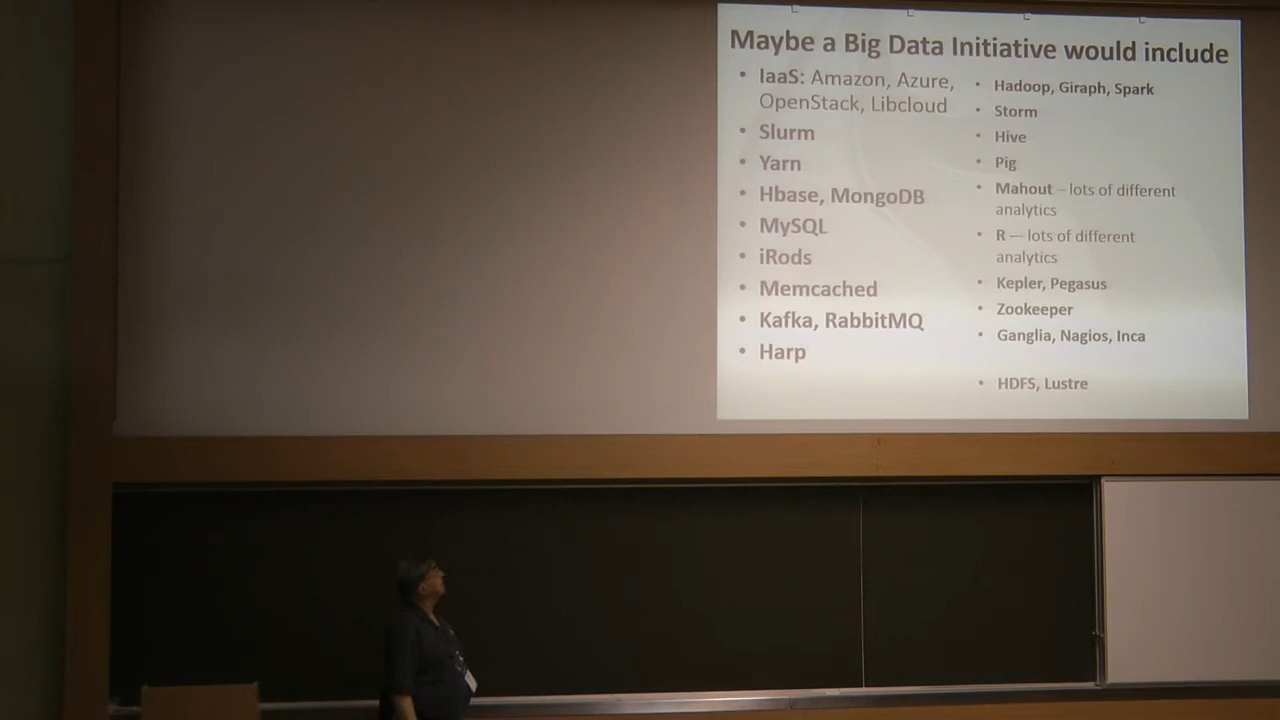 Maybe a Big Data Initiative would include
• IaaS: Amazon, Azure,
OpenStack, Libcloud
• Slurm
• Yarn
• Hbase, MongoDB
• MySQL
• iRods
• Memcached
• Kafka, RabbitMQ
• Harp
• Hadoop, Giraph, Spark
• Storm
• Hive
• Pig
• Mahout – lots of different
analytics
• R – lots of different
analytics
• Kepler, Pegasus
• Zookeeper
• Ganglia, Nagios, Inca
• HDFS, Lustre